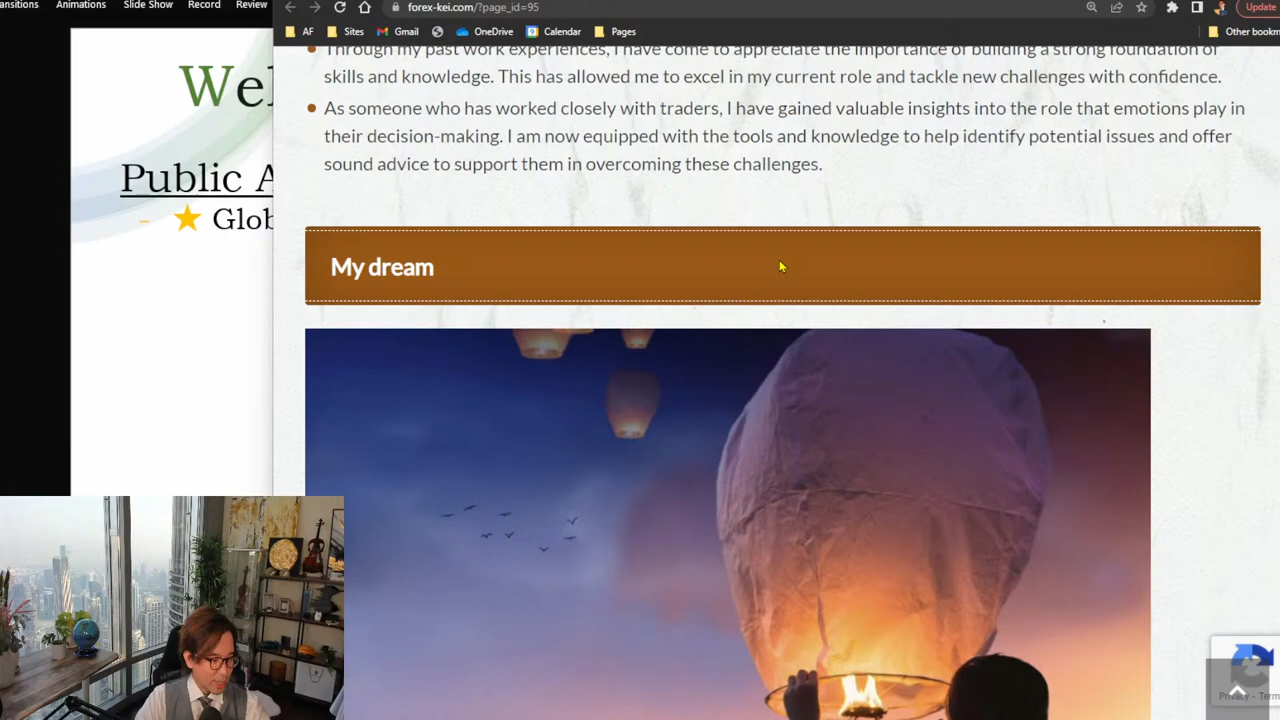 ansitions Animations Slide Show Record Review
forex-kei.com/?page_id=95
Update
AF Sites Gmail OneDrive Calendar Pages Other bookm
Wel
Public A
– ★ Glob
Through my past work experiences, I have come to appreciate the importance of building a strong foundation of
skills and knowledge. This has allowed me to excel in my current role and tackle new challenges with confidence.
As someone who has worked closely with traders, I have gained valuable insights into the role that emotions play in
their decision-making. I am now equipped with the tools and knowledge to help identify potential issues and offer
sound advice to support them in overcoming these challenges.
My dream
Privacy - Term